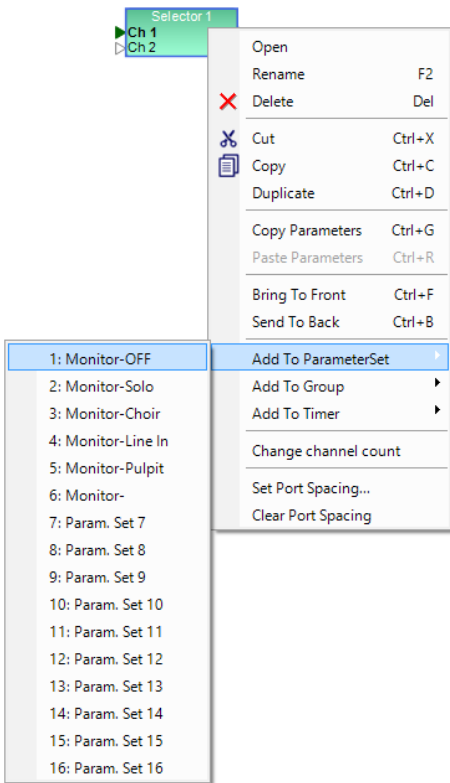 Selector 1
Ch 1
Ch 2
Open
Rename F2
Delete Del
Cut Ctrl+X
Copy Ctrl+C
Duplicate Ctrl+D
Copy Parameters Ctrl+G
Paste Parameters Ctrl+R
Bring To Front Ctrl+F
Send To Back Ctrl+B
Add To ParameterSet
Add To Group
Add To Timer
Change channel count
Set Port Spacing...
Clear Port Spacing
1: Monitor-OFF
2: Monitor-Solo
3: Monitor-Choir
4: Monitor-Line In
5: Monitor-Pulpit
6: Monitor-
7: Param. Set 7
8: Param. Set 8
9: Param. Set 9
10: Param. Set 10
11: Param. Set 11
12: Param. Set 12
13: Param. Set 13
14: Param. Set 14
15: Param. Set 15
16: Param. Set 16